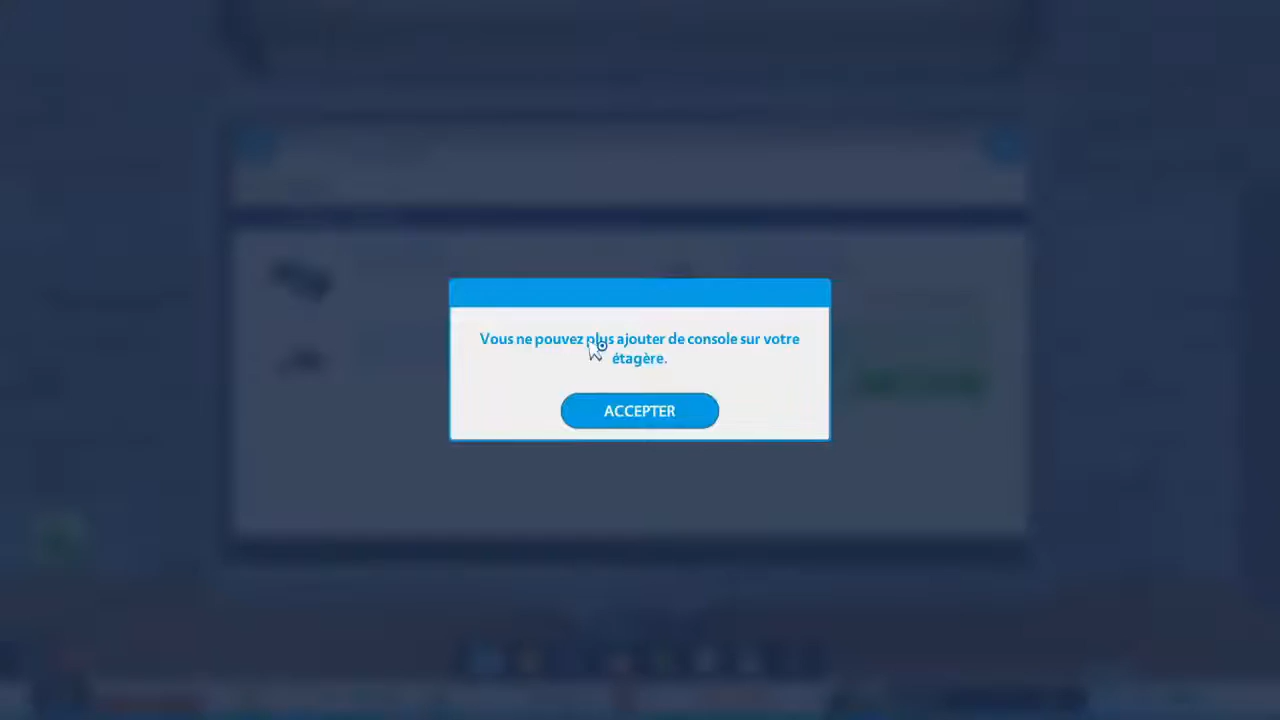 Vous ne pouvez plus ajouter de console sur votre
étagère.
ACCEPTER